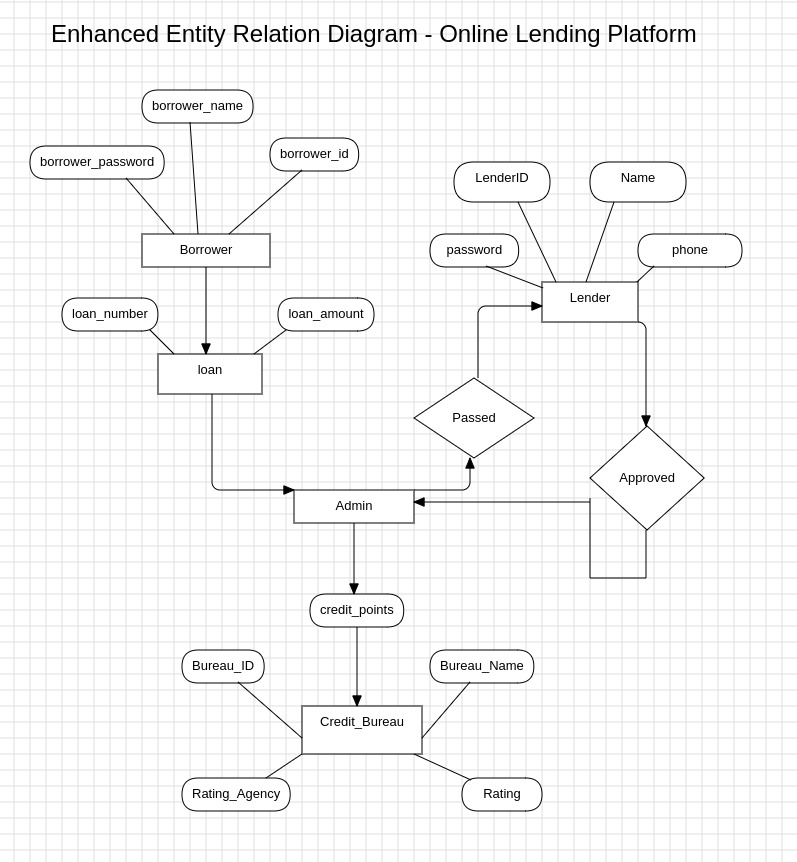 Enhanced Entity Relation Diagram - Online Lending Platform
borrower_name
borrower_password
borrower_id
LenderID
Name
Borrower
password
phone
Lender
loan_number
loan_amount
loan
Passed
Approved
Admin
credit_points
Bureau_ID
Bureau_Name
Credit_Bureau
Rating_Agency
Rating